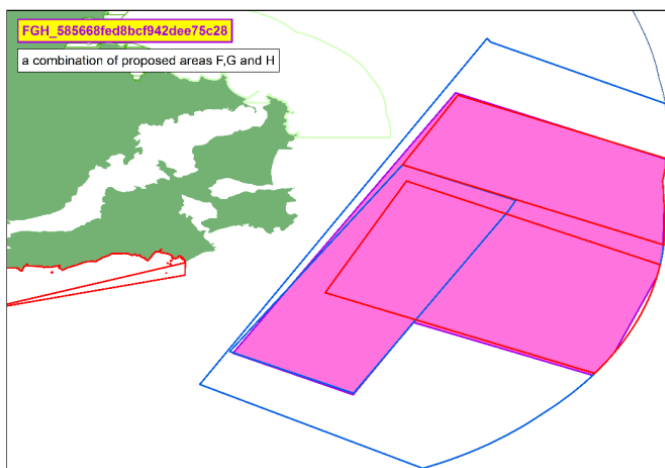 FGH_585668fed8bcf942dee75c28
a combination of proposed areas F,G and H